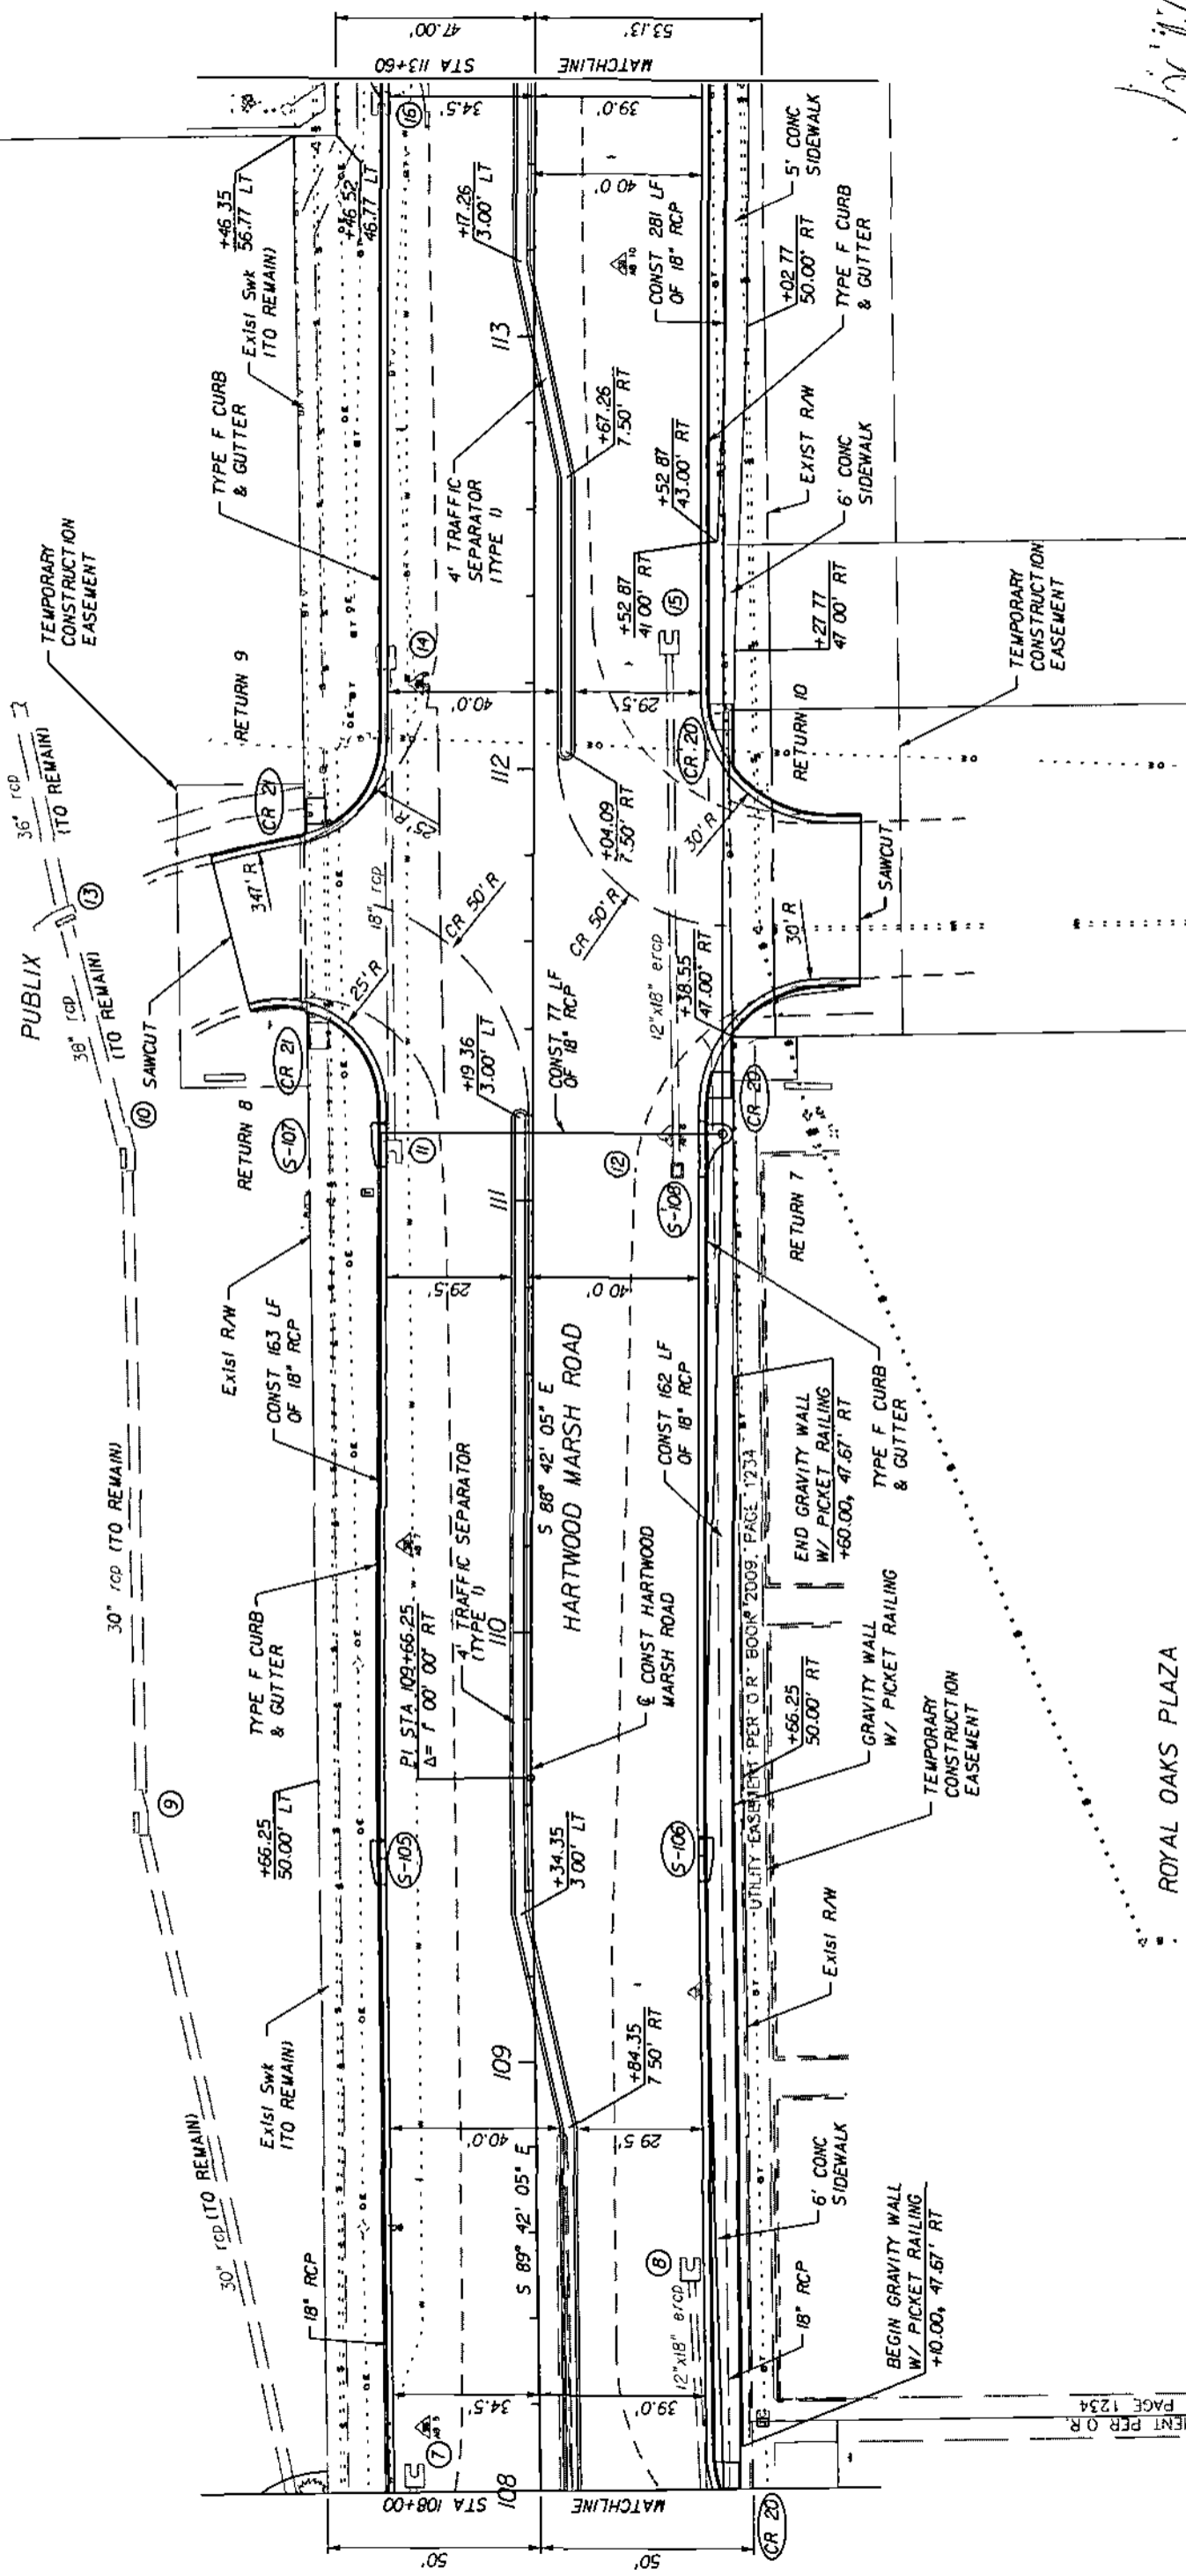 PUBLIX
36" rcp
(TO REMAIN)
13
38" rcp
(TO REMAIN)
10
SAWCUT
30" rcp (TO REMAIN)
9
30" rcp (TO REMAIN)
TEMPORARY
CONSTRUCTION
EASEMENT
RETURN 9
CR 21
347' R
CR 21
RETURN 8
S-107
Exist R/W
CONST 163 LF
OF 18" RCP
TYPE F CURB
& GUTTER
+66.25
50.00' LT
Exist Swk
(TO REMAIN)
18" RCP
+46 35
56.77 LT
+46 52
46.77 LT
Exist Swk
(TO REMAIN)
TYPE F CURB
& GUTTER
25' R
25' R
18" rcp
14
16
11
7
S-105
4' TRAFFIC
SEPARATOR
(TYPE I)
+17.26
3.00' LT
113
+67.26
7.50' RT
112
+04.09
7.50' RT
CR 50' R
CR 50' R
+19 36
3.00' LT
CONST 77 LF
OF 18" RCP
111
PI STA 109+66.25
Δ= 1° 00' 00" RT
4' TRAFFIC SEPARATOR
(TYPE I)
110
S 88° 42' 05" E
HARTWOOD MARSH ROAD
℄ CONST HARTWOOD
MARSH ROAD
+34.35
3 00' LT
109
+84.35
7 50' RT
S 89° 42' 05" E
108
MATCHLINE
STA 108+00
50'
50'
34.5'
39.0'
40.0'
29.5'
29.5'
40 0'
40.0'
29.5'
34.5'
39.0'
40 0'
MATCHLINE
STA 113+60
47.00'
53.13'
CONST 281 LF
OF 18" RCP
5' CONC
SIDEWALK
+02 77
50.00' RT
TYPE F CURB
& GUTTER
+52 87
43.00' RT
+52 87
41 00' RT
15
EXIST R/W
6' CONC
SIDEWALK
+27 77
47 00' RT
CR 20
30' R
RETURN 10
TEMPORARY
CONSTRUCTION
EASEMENT
SAWCUT
30' R
12"x18" ercp
+38.55
47.00' RT
CR 20
12
S-108
RETURN 7
TYPE F CURB
& GUTTER
CONST 162 LF
OF 18" RCP
END GRAVITY WALL
W/ PICKET RAILING
+60.00, 47.67' RT
UTILITY EASEMENT PER O R BOOK 2009, PAGE 1234
GRAVITY WALL
W/ PICKET RAILING
+66.25
50.00' RT
TEMPORARY
CONSTRUCTION
EASEMENT
S-106
Exist R/W
8
12"x18" ercp
6' CONC
SIDEWALK
18" RCP
BEGIN GRAVITY WALL
W/ PICKET RAILING
+10.00, 47.67' RT
CR 20
ENT PER O.R.
PAGE 1234
ROYAL OAKS PLAZA